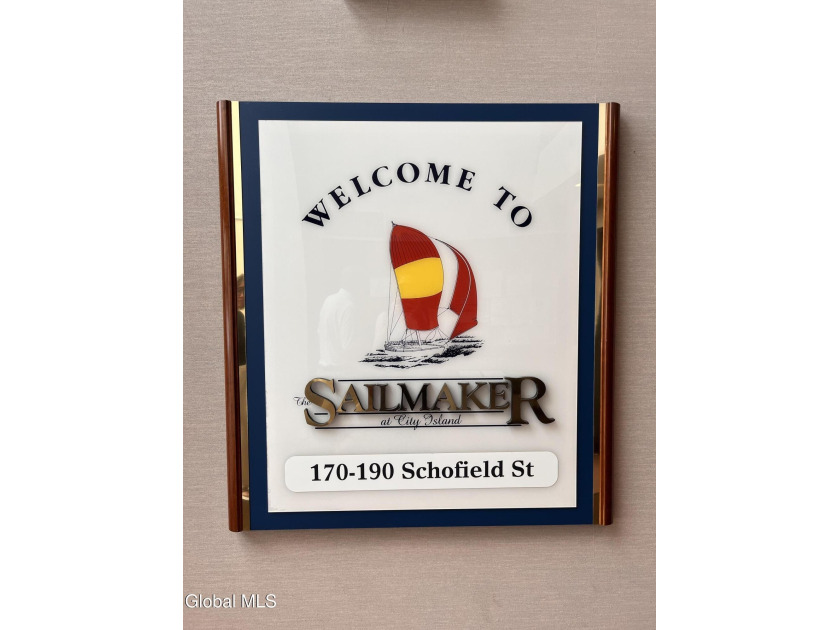 WELCOME TO
The SAILMAKER
at City Island
170-190 Schofield St
Global MLS